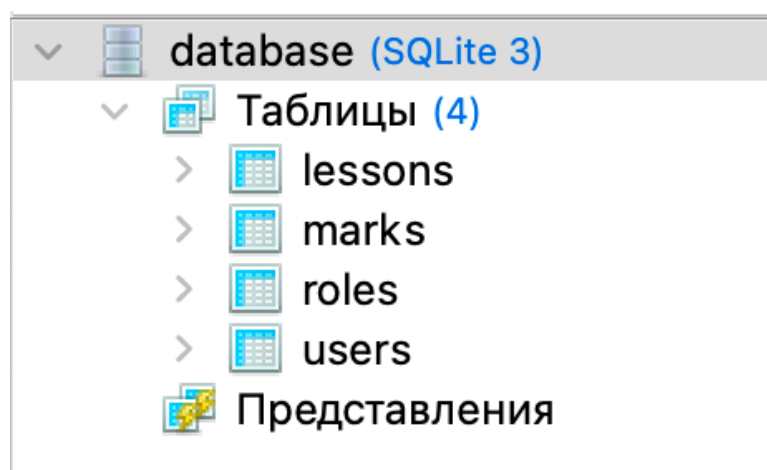 database (SQLite 3)
Таблицы (4)
lessons
marks
roles
users
Представления